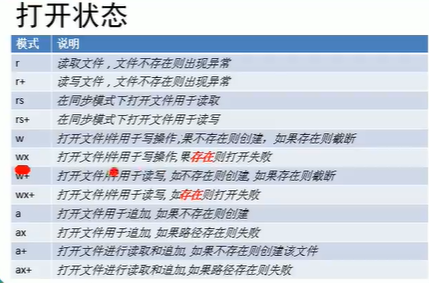 打开状态
模式 说明
r 读取文件，文件不存在则出现异常
r+ 读写文件，文件不存在则出现异常
rs 在同步模式下打开文件用于读取
rs+ 在同步模式下打开文件用于读写
w 打开文件用于写操作,果不存在则创建，如果存在则截断
wx 打开文件用于写操作,果存在则打开失败
w+ 打开文件用于读写, 如不存在则创建, 如果存在则截断
wx+ 打开文件用于读写, 如存在则打开失败
a 打开文件用于追加, 如果不存在则创建
ax 打开文件用于追加, 如果路径存在则失败
a+ 打开文件进行读取和追加, 如果不存在则创建该文件
ax+ 打开文件进行读取和追加,如果路径存在则失败